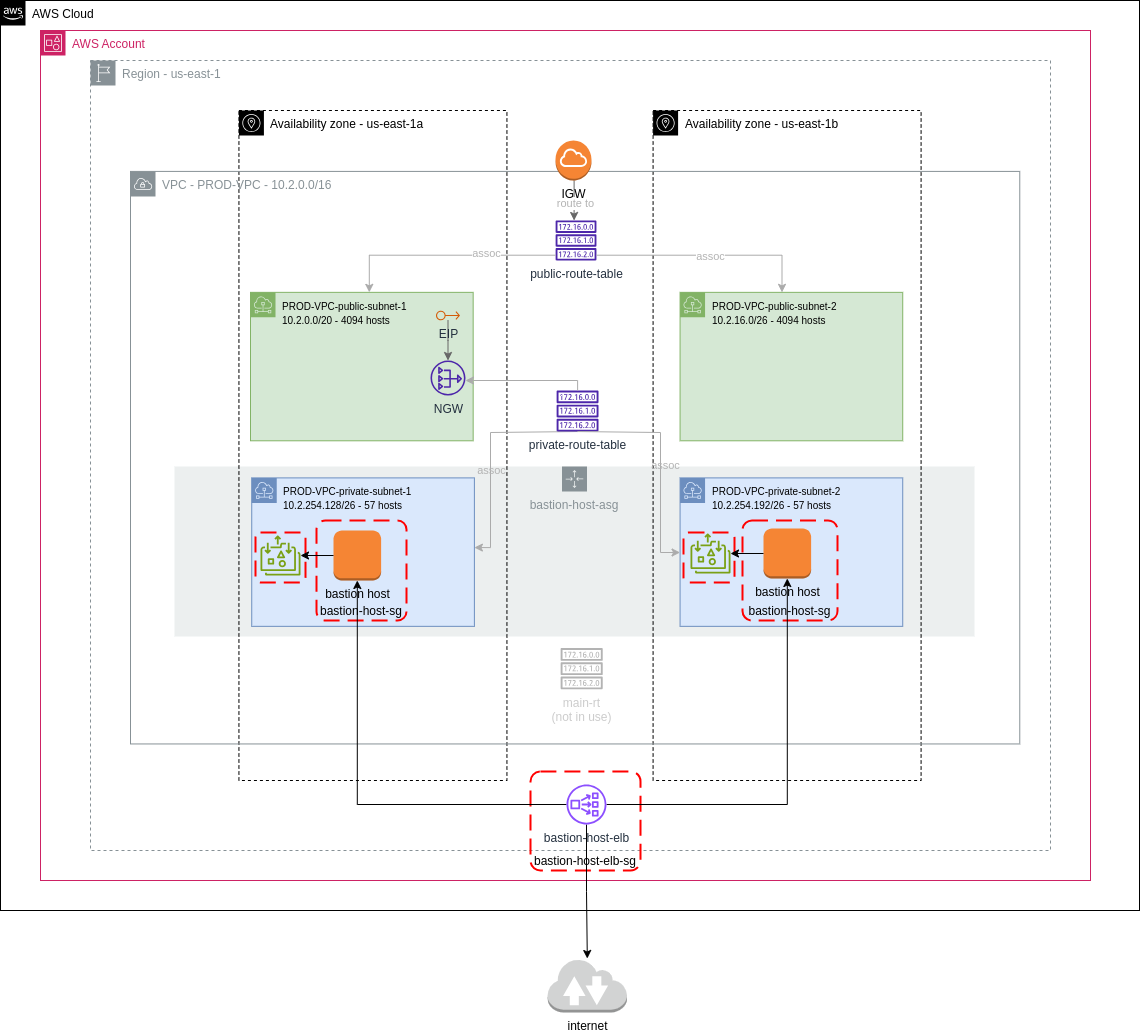 aws
AWS Cloud
AWS Account
Region - us-east-1
Availability zone - us-east-1a
Availability zone - us-east-1b
IGW
VPC - PROD-VPC - 10.2.0.0/16
route to
172.16.0.0
172.16.1.0
172.16.2.0
assoc
assoc
public-route-table
PROD-VPC-public-subnet-1
10.2.0.0/20 - 4094 hosts
EIP
NGW
PROD-VPC-public-subnet-2
10.2.16.0/26 - 4094 hosts
172.16.0.0
172.16.1.0
172.16.2.0
private-route-table
assoc
assoc
bastion-host-asg
PROD-VPC-private-subnet-1
10.2.254.128/26 - 57 hosts
bastion host
bastion-host-sg
PROD-VPC-private-subnet-2
10.2.254.192/26 - 57 hosts
bastion host
bastion-host-sg
172.16.0.0
172.16.1.0
172.16.2.0
main-rt
(not in use)
bastion-host-elb
bastion-host-elb-sg
internet